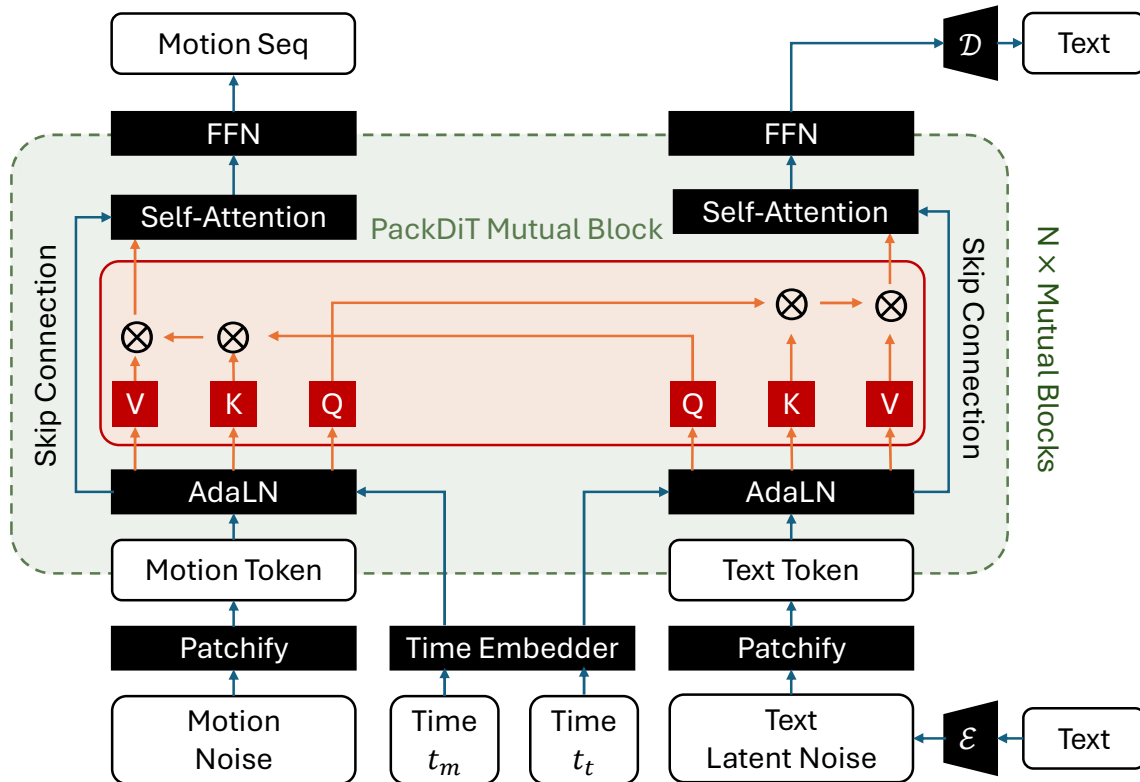 Motion Seq
𝒟
Text
FFN
FFN
Self-Attention
Self-Attention
PackDiT Mutual Block
Skip Connection
Skip Connection
N × Mutual Blocks
V
K
Q
Q
K
V
AdaLN
AdaLN
Motion Token
Text Token
Patchify
Time Embedder
Patchify
Motion
Noise
Time
t_m
Time
t_t
Text
Latent Noise
ℰ
Text